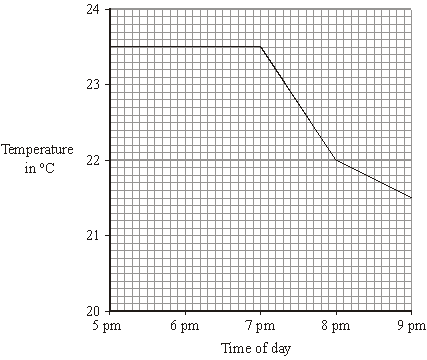 24
23
Temperature
in °C
22
21
20
5 pm 6 pm 7 pm 8 pm 9 pm
Time of day